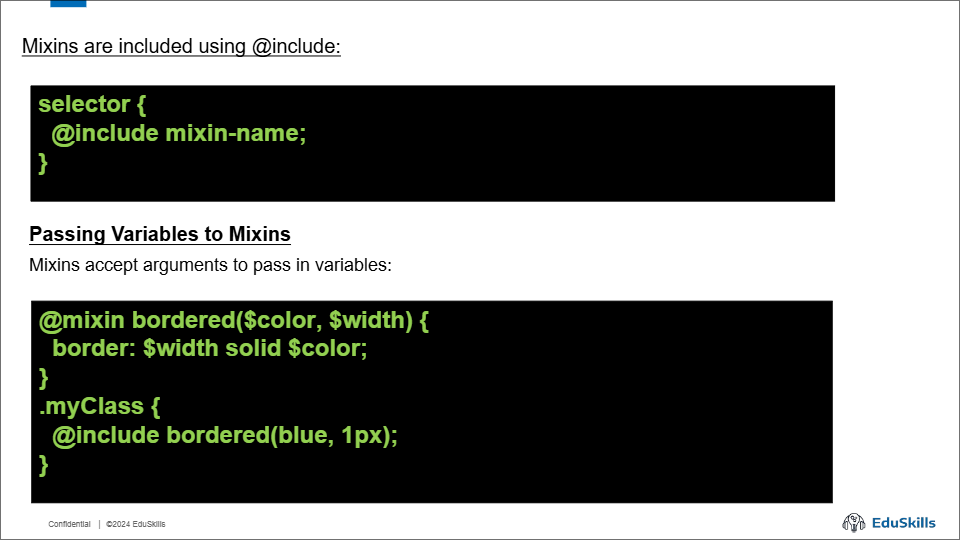 Mixins are included using @include:
selector {
  @include mixin-name;
}
Passing Variables to Mixins
Mixins accept arguments to pass in variables:
@mixin bordered($color, $width) {
  border: $width solid $color;
}
.myClass {
  @include bordered(blue, 1px);
}
Confidential | ©2024 EduSkills
EduSkills